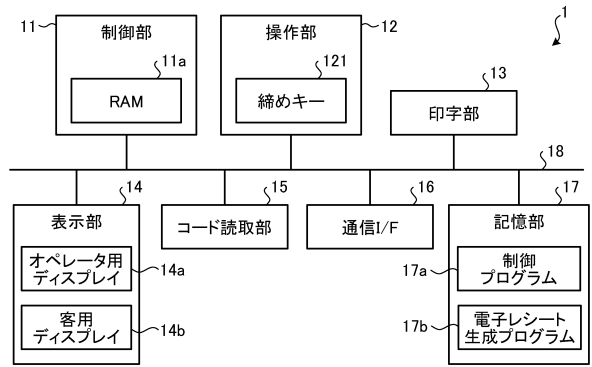 1
11
制御部
11a
RAM
12
操作部
121
締めキー
13
印字部
18
14
表示部
オペレータ用
ディスプレイ
14a
客用
ディスプレイ
14b
15
コード読取部
16
通信I/F
17
記憶部
17a
制御
プログラム
17b
電子レシート
生成プログラム